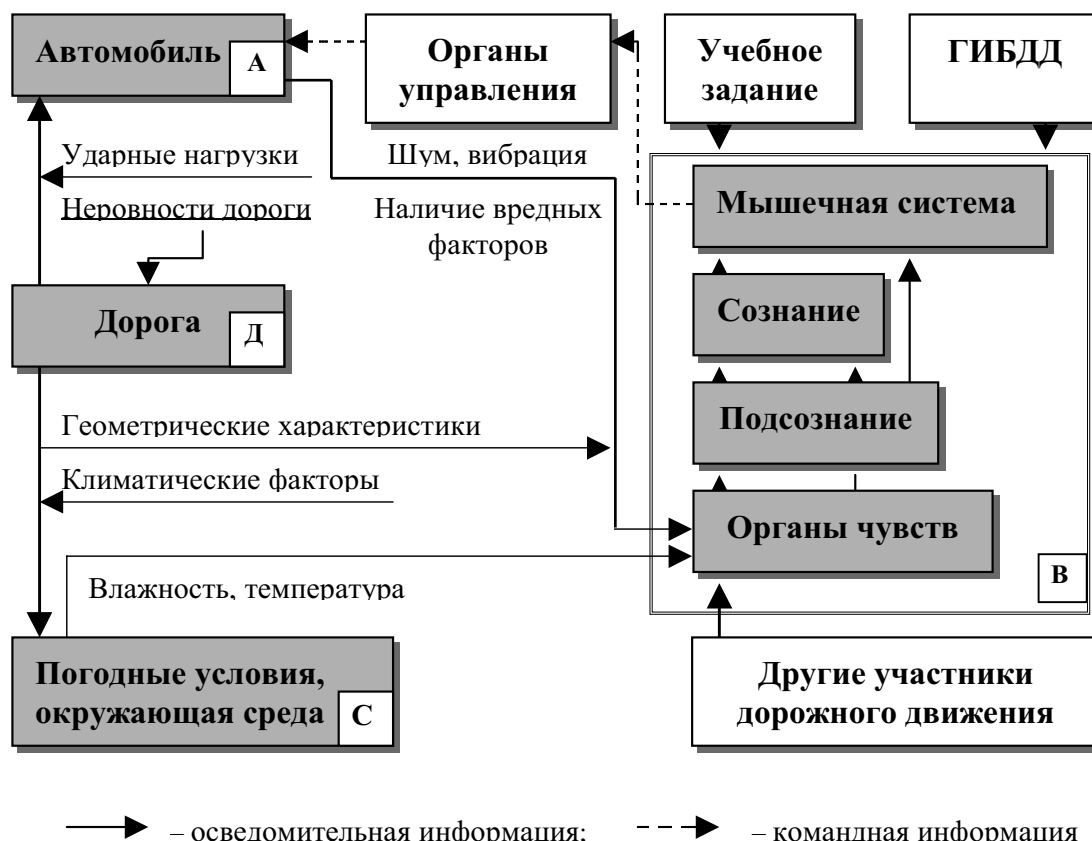 Автомобиль
А
Органы
управления
Учебное
задание
ГИБДД
Ударные нагрузки
Шум, вибрация
Неровности дороги
Наличие вредных
факторов
Мышечная система
Дорога
Д
Сознание
Подсознание
Геометрические характеристики
Климатические факторы
Органы чувств
В
Влажность, температура
Погодные условия,
окружающая среда
С
Другие участники
дорожного движения
– осведомительная информация;
– командная информация